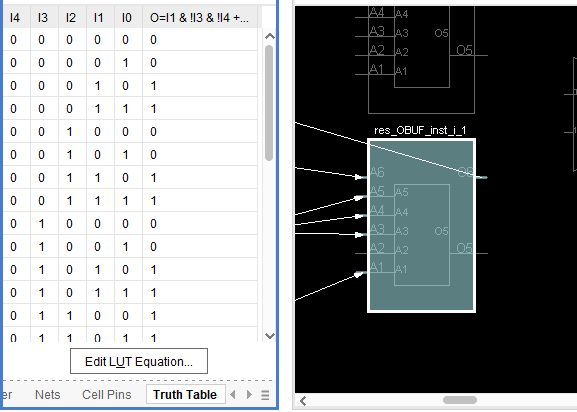 I4 I3 I2 I1 I0 O=I1 & !I3 & !I4 +...
0 0 0 0 0 0
0 0 0 0 1 0
0 0 0 1 0 1
0 0 0 1 1 1
0 0 1 0 0 0
0 0 1 0 1 0
0 0 1 1 0 1
0 0 1 1 1 1
0 1 0 0 0 0
0 1 0 0 1 0
0 1 0 1 0 1
0 1 0 1 1 1
0 1 1 0 0 1
0 1 1 0 1 1
Edit LUT Equation...
er Nets Cell Pins Truth Table
A4 A4
A3 A3 O5
A2 A2 O5
A1 A1
res_OBUF_inst_i_1
A6 O6
A5 A5
A4 A4
A3 A3 O5
A2 A2 O5
A1 A1